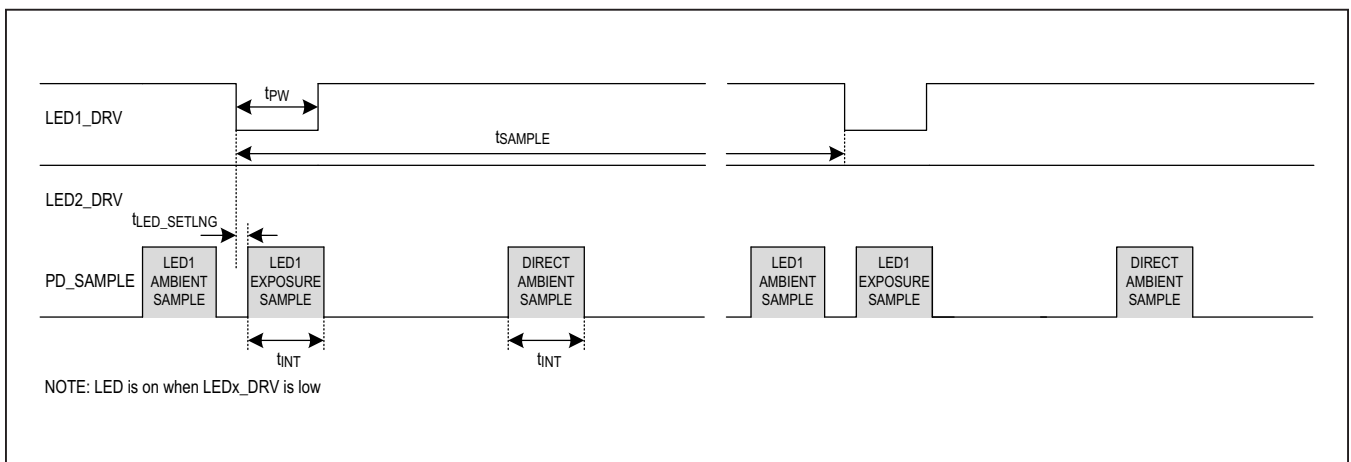 LED1_DRV
tPW
tSAMPLE
LED2_DRV
tLED_SETLNG
PD_SAMPLE
LED1
AMBIENT
SAMPLE
LED1
EXPOSURE
SAMPLE
DIRECT
AMBIENT
SAMPLE
LED1
AMBIENT
SAMPLE
LED1
EXPOSURE
SAMPLE
DIRECT
AMBIENT
SAMPLE
tINT
tINT
NOTE: LED is on when LEDx_DRV is low